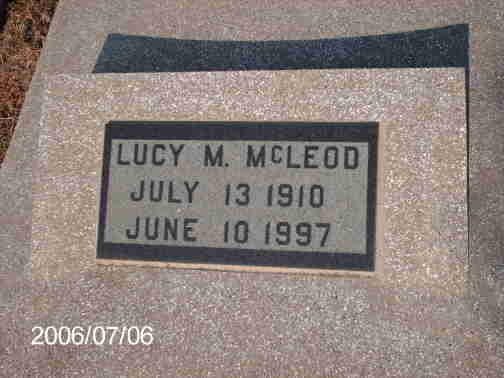 LUCY M. McLEOD
JULY 13 1910
JUNE 10 1997
2006/07/06